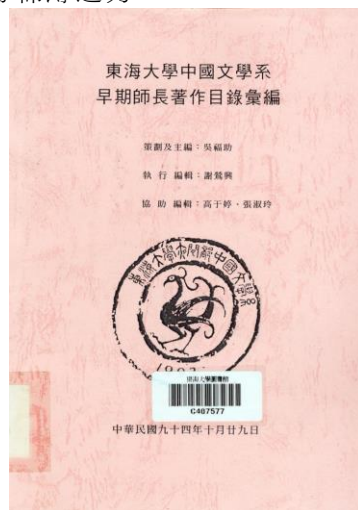 東海大學中國文學系
早期師長著作目錄彙編
策劃及主編：吳福助
執行編輯：謝鶯興
協助編輯：高于婷・張淑玲
東海大學圖書館
C407577
中華民國九十四年十月廿九日